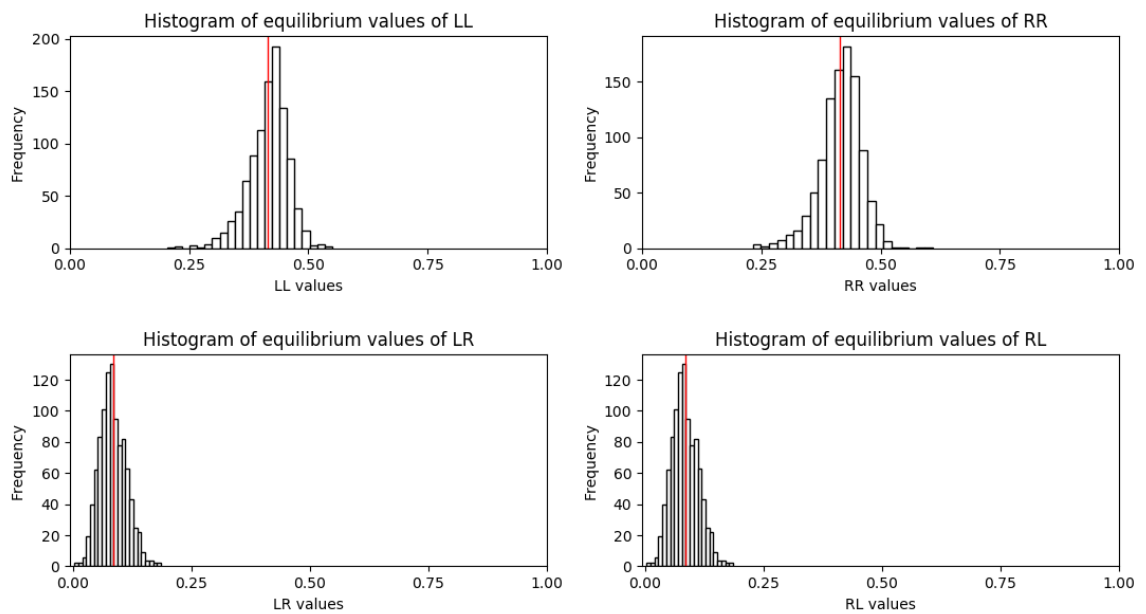 Histogram of equilibrium values of LL
Frequency
200
150
100
50
0
0.00 0.25 0.50 0.75 1.00
LL values
Histogram of equilibrium values of RR
Frequency
150
100
50
0
0.00 0.25 0.50 0.75 1.00
RR values
Histogram of equilibrium values of LR
Frequency
120
100
80
60
40
20
0
0.00 0.25 0.50 0.75 1.00
LR values
Histogram of equilibrium values of RL
Frequency
120
100
80
60
40
20
0
0.00 0.25 0.50 0.75 1.00
RL values